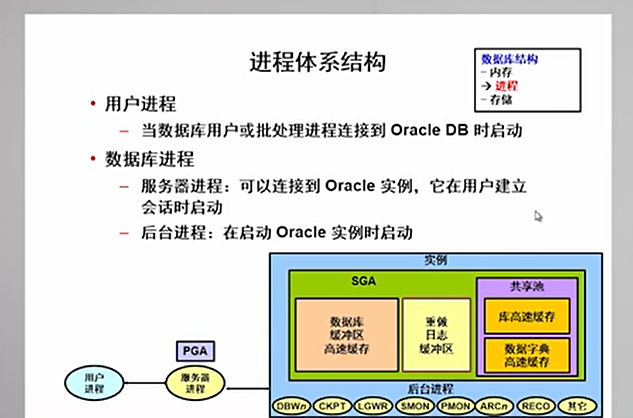 进程体系结构
数据库结构
– 内存
→ 进程
– 存储
• 用户进程
– 当数据库用户或批处理进程连接到 Oracle DB 时启动
• 数据库进程
– 服务器进程：可以连接到 Oracle 实例，它在用户建立
会话时启动
– 后台进程：在启动 Oracle 实例时启动
实例
SGA
共享池
数据库
缓冲区
高速缓存
重做
日志
缓冲区
库高速缓存
数据字典
高速缓存
PGA
用户
进程
服务器
进程
后台进程
DBWn
CKPT
LGWR
SMON
PMON
ARCn
RECO
其它